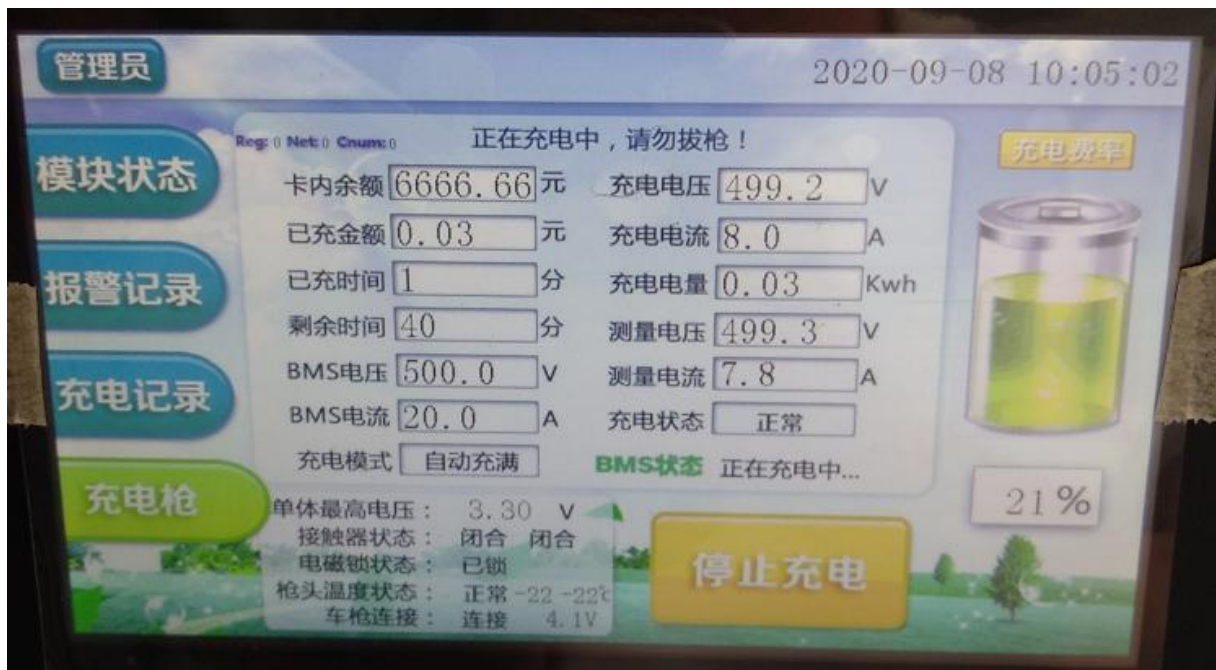 管理员
2020-09-08 10:05:02
模块状态
报警记录
充电记录
充电枪
Reg: 0 Net: 0 Cnum: 0
正在充电中，请勿拔枪！
卡内余额 6666.66 元 充电电压 499.2 V
已充金额 0.03 元 充电电流 8.0 A
已充时间 1 分 充电电量 0.03 Kwh
剩余时间 40 分 测量电压 499.3 V
BMS电压 500.0 V 测量电流 7.8 A
BMS电流 20.0 A 充电状态 正常
充电模式 自动充满 BMS状态 正在充电中...
单体最高电压： 3.30 V
接触器状态： 闭合 闭合
电磁锁状态： 已锁
枪头温度状态： 正常 -22 -22℃
车枪连接： 连接 4.1V
停止充电
充电费率
21%